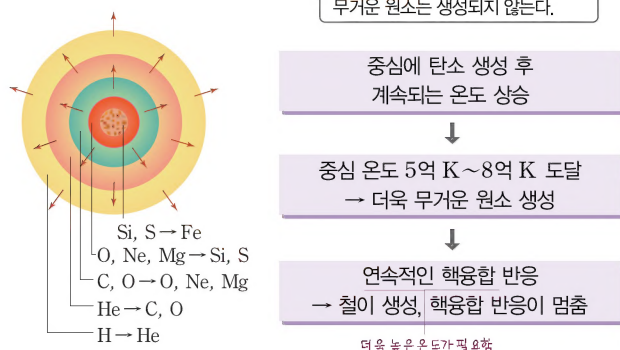 무거운 원소는 생성되지 않는다.
중심에 탄소 생성 후
계속되는 온도 상승
중심 온도 5억 K~8억 K 도달
→ 더욱 무거운 원소 생성
연속적인 핵융합 반응
→ 철이 생성, 핵융합 반응이 멈춤
더욱 높은 온도가 필요함
Si, S→Fe
O, Ne, Mg→Si, S
C, O→O, Ne, Mg
He→C, O
H→He